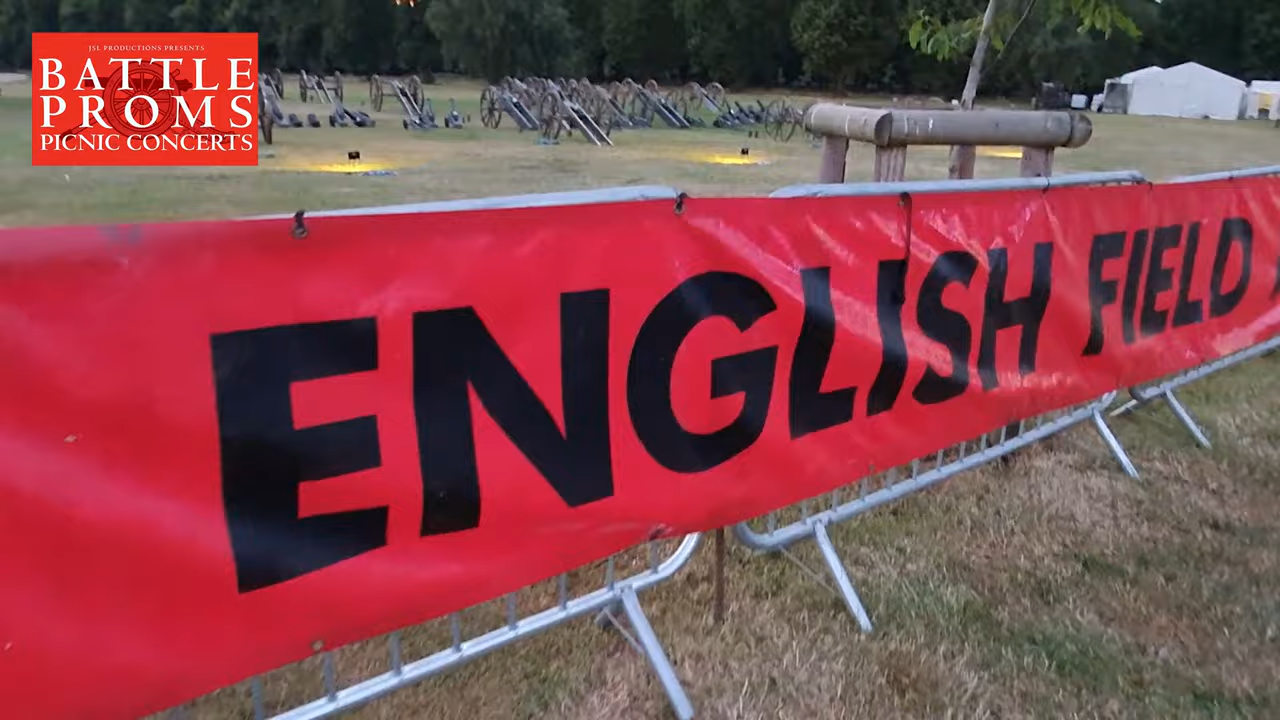 JSL PRODUCTIONS PRESENTS
BATTLE
PROMS
PICNIC CONCERTS
ENGLISH FIELD